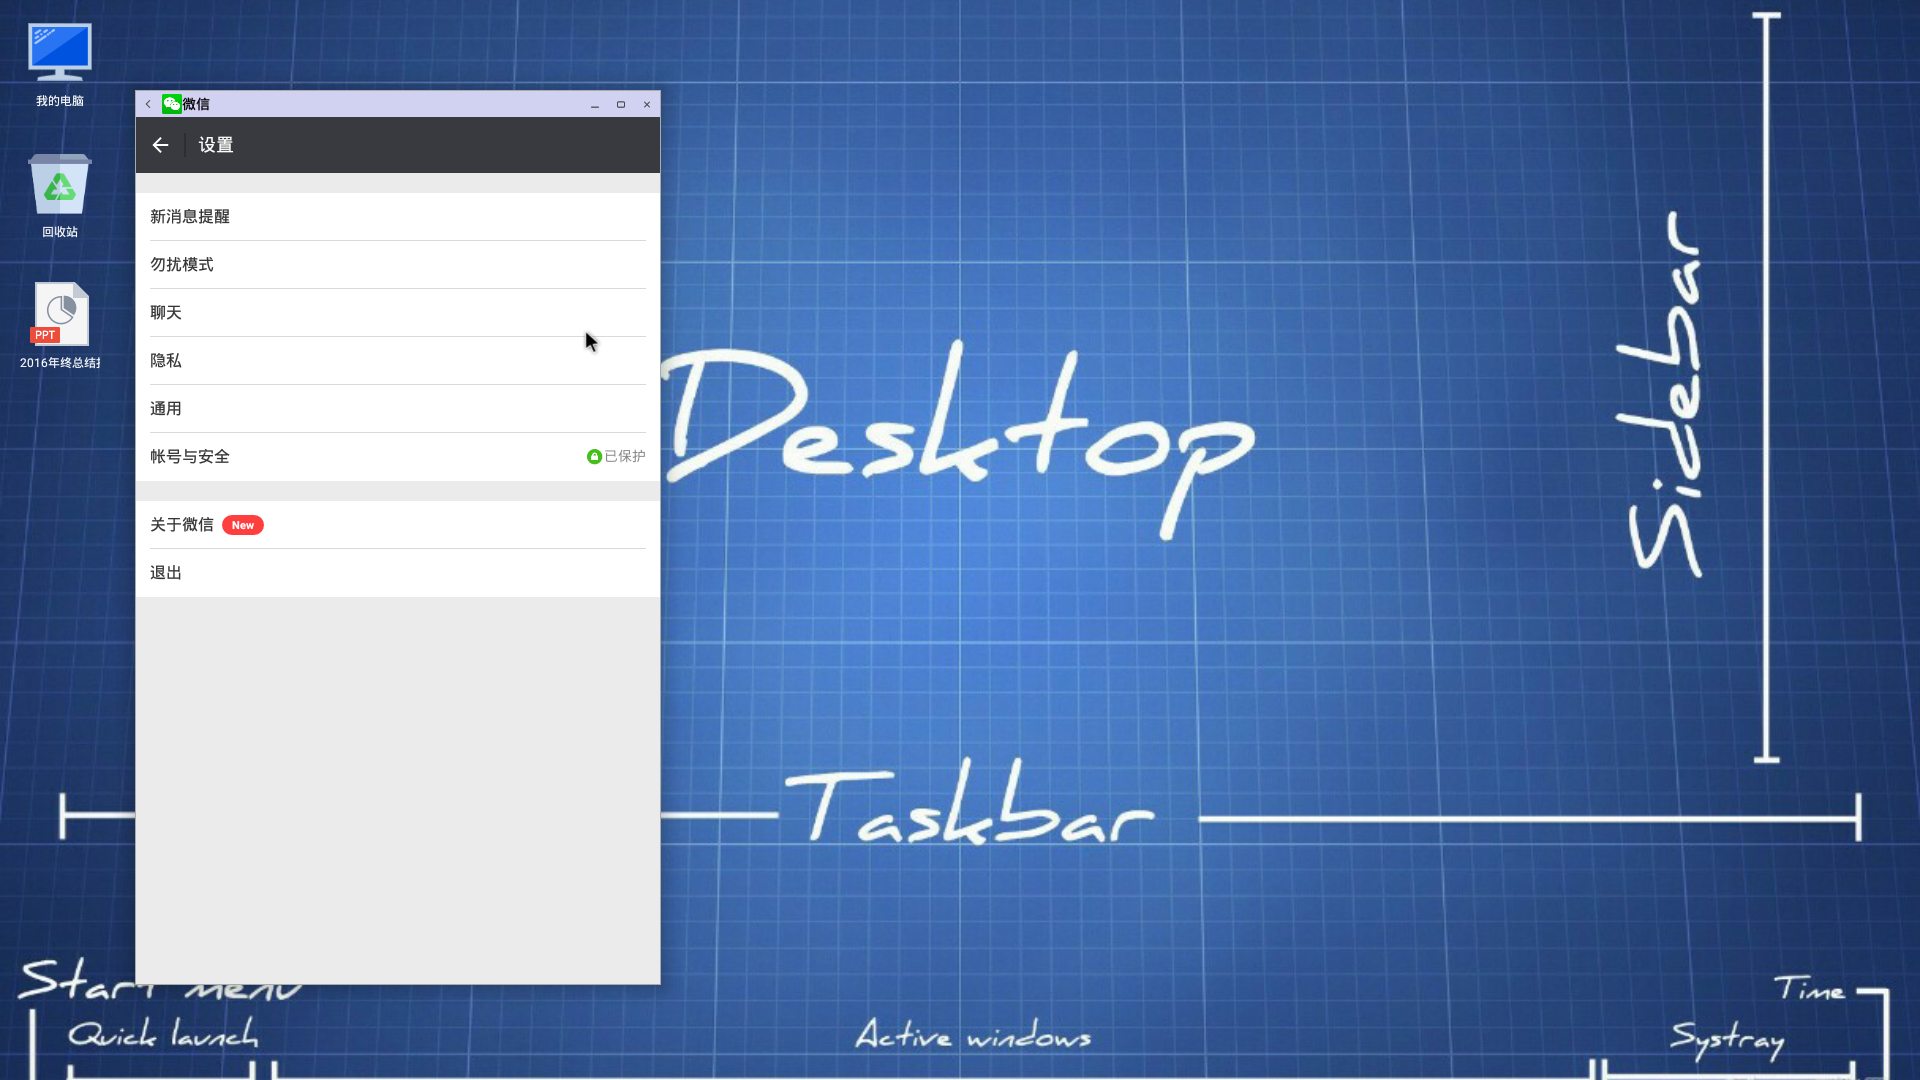 我的电脑
回收站
PPT
2016年终总结
微信
设置
新消息提醒
勿扰模式
聊天
隐私
通用
帐号与安全
已保护
关于微信 New
退出
Desktop
Sidebar
Taskbar
Start menu
Quick launch
Active windows
Time
Systray